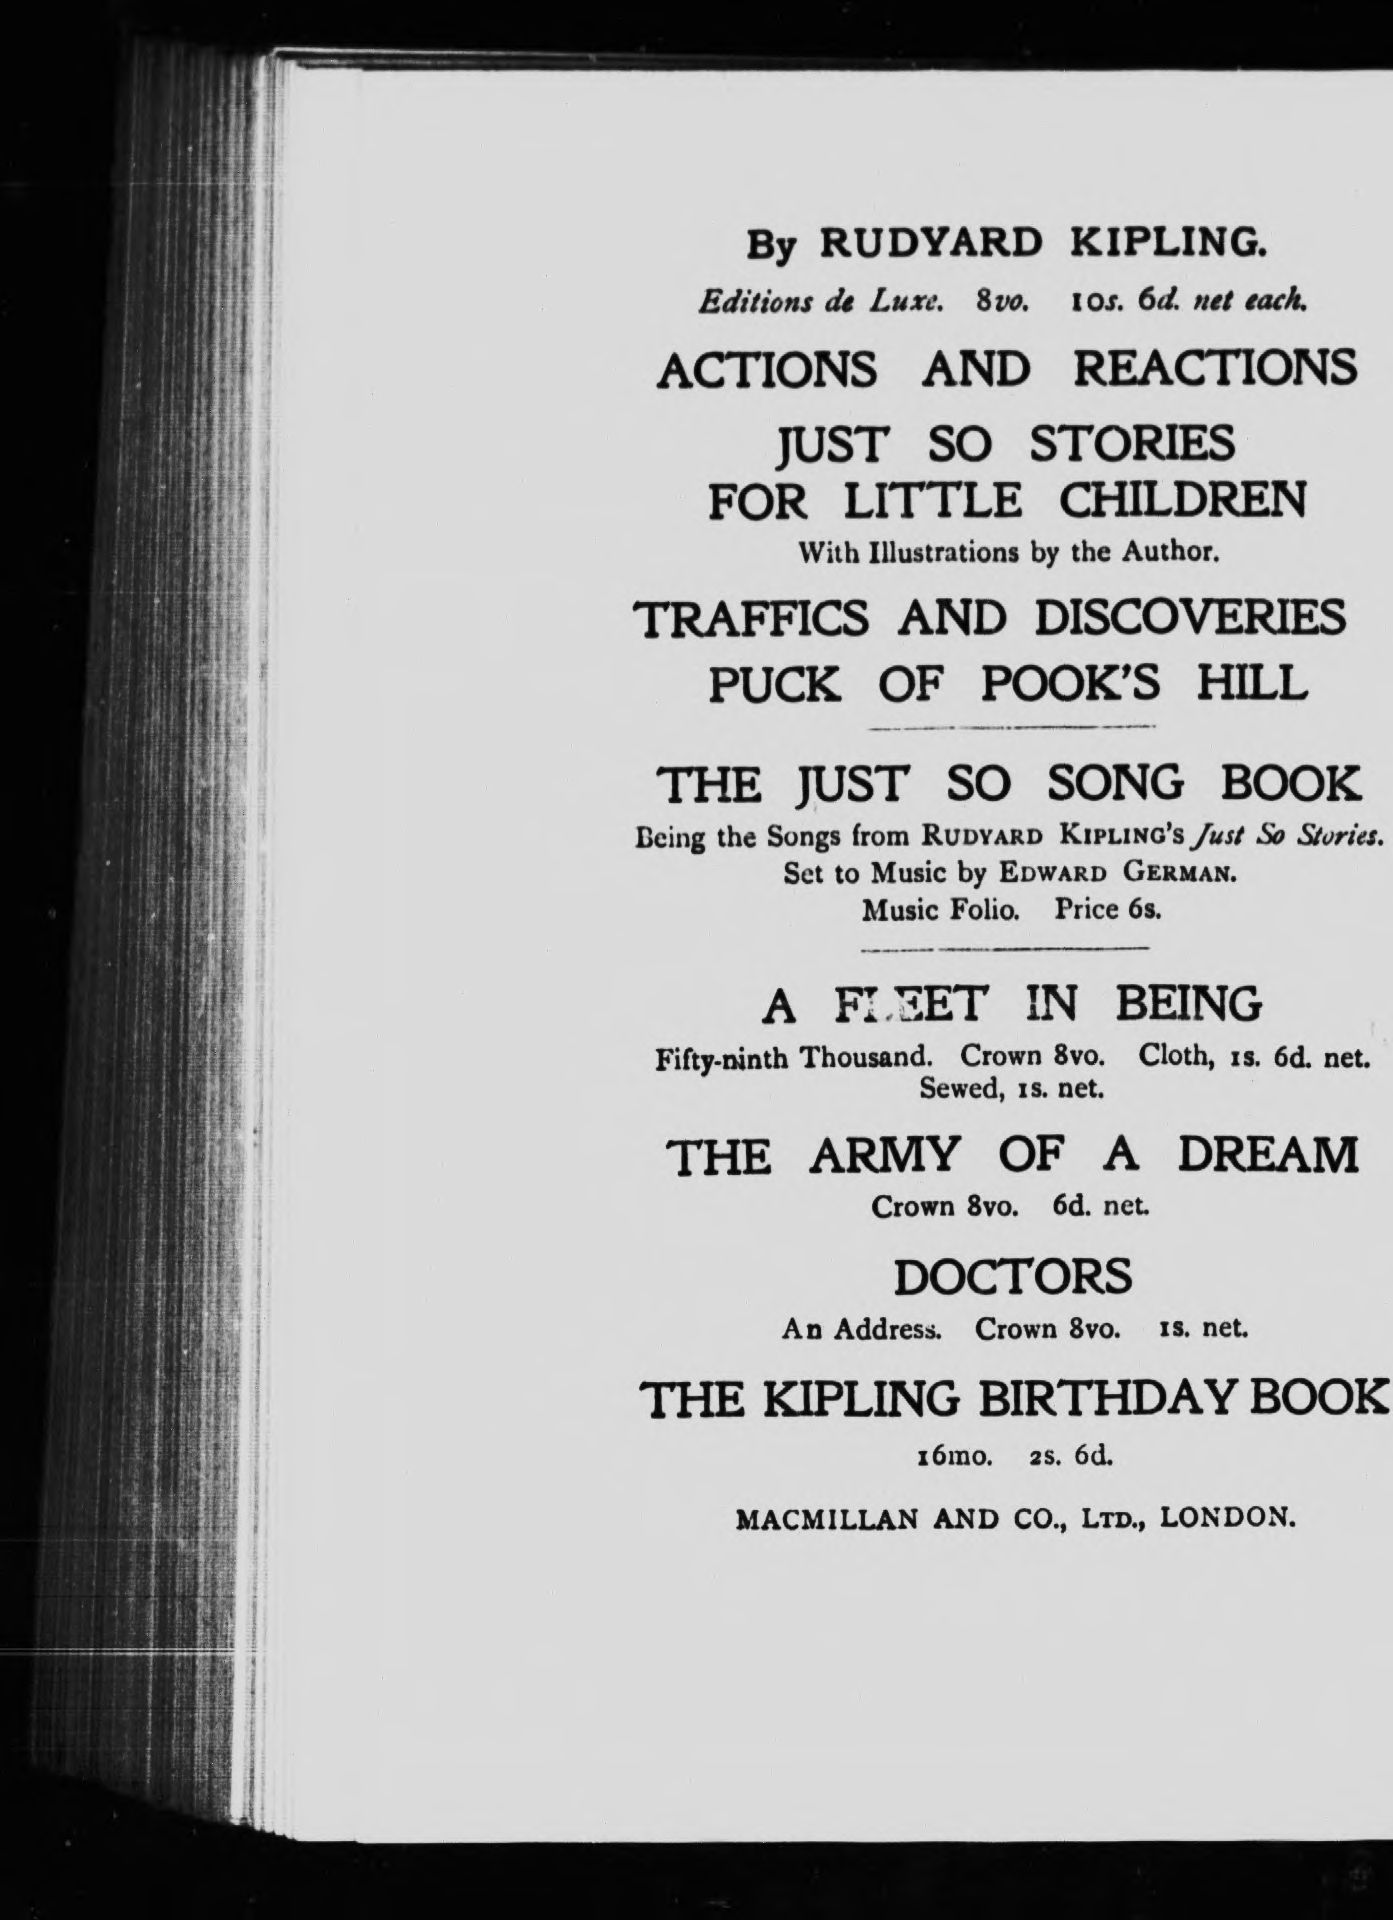 By RUDYARD KIPLING.
Editions de Luxe. 8vo. 10s. 6d. net each.
ACTIONS AND REACTIONS
JUST SO STORIES
FOR LITTLE CHILDREN
With Illustrations by the Author.
TRAFFICS AND DISCOVERIES
PUCK OF POOK'S HILL
THE JUST SO SONG BOOK
Being the Songs from RUDYARD KIPLING'S Just So Stories.
Set to Music by EDWARD GERMAN.
Music Folio. Price 6s.
A FLEET IN BEING
Fifty-ninth Thousand. Crown 8vo. Cloth, 1s. 6d. net.
Sewed, 1s. net.
THE ARMY OF A DREAM
Crown 8vo. 6d. net.
DOCTORS
An Address. Crown 8vo. 1s. net.
THE KIPLING BIRTHDAY BOOK
16mo. 2s. 6d.
MACMILLAN AND CO., LTD., LONDON.